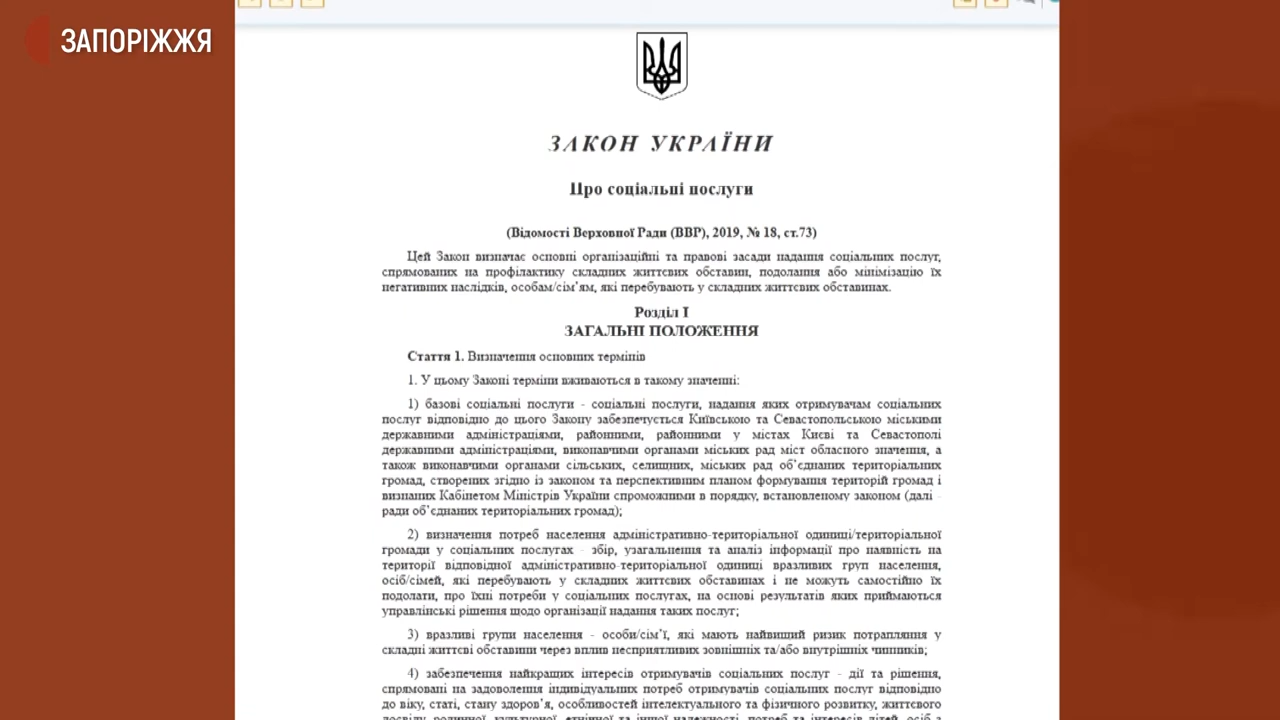 ЗАПОРІЖЖЯ
ЗАКОН УКРАЇНИ
Про соціальні послуги
(Відомості Верховної Ради (ВВР), 2019, № 18, ст.73)
Цей Закон визначає основні організаційні та правові засади надання соціальних послуг,
спрямованих на профілактику складних життєвих обставин, подолання або мінімізацію їх
негативних наслідків, особам/сім’ям, які перебувають у складних життєвих обставинах.
Розділ I
ЗАГАЛЬНІ ПОЛОЖЕННЯ
Стаття 1. Визначення основних термінів
1. У цьому Законі терміни вживаються в такому значенні:
1) базові соціальні послуги - соціальні послуги, надання яких отримувачам соціальних
послуг відповідно до цього Закону забезпечується Київською та Севастопольською міськими
державними адміністраціями, районними, районними у містах Києві та Севастополі
державними адміністраціями, виконавчими органами міських рад міст обласного значення, а
також виконавчими органами сільських, селищних, міських рад об’єднаних територіальних
громад, створених згідно із законом та перспективним планом формування територій громад і
визнаних Кабінетом Міністрів України спроможними в порядку, встановленому законом (далі -
ради об’єднаних територіальних громад);
2) визначення потреб населення адміністративно-територіальної одиниці/територіальної
громади у соціальних послугах - збір, узагальнення та аналіз інформації про наявність на
території відповідної адміністративно-територіальної одиниці вразливих груп населення,
осіб/сімей, які перебувають у складних життєвих обставинах і не можуть самостійно їх
подолати, про їхні потреби у соціальних послугах, на основі результатів яких приймаються
управлінські рішення щодо організації надання таких послуг;
3) вразливі групи населення - особи/сім’ї, які мають найвищий ризик потрапляння у
складні життєві обставини через вплив несприятливих зовнішніх та/або внутрішніх чинників;
4) забезпечення найкращих інтересів отримувачів соціальних послуг - дії та рішення,
спрямовані на задоволення індивідуальних потреб отримувачів соціальних послуг відповідно
до віку, статі, стану здоров’я, особливостей інтелектуального та фізичного розвитку, життєвого
досвіду, родинної, культурної, етнічної та іншої належності, потреб та інтересів дітей, осіб з